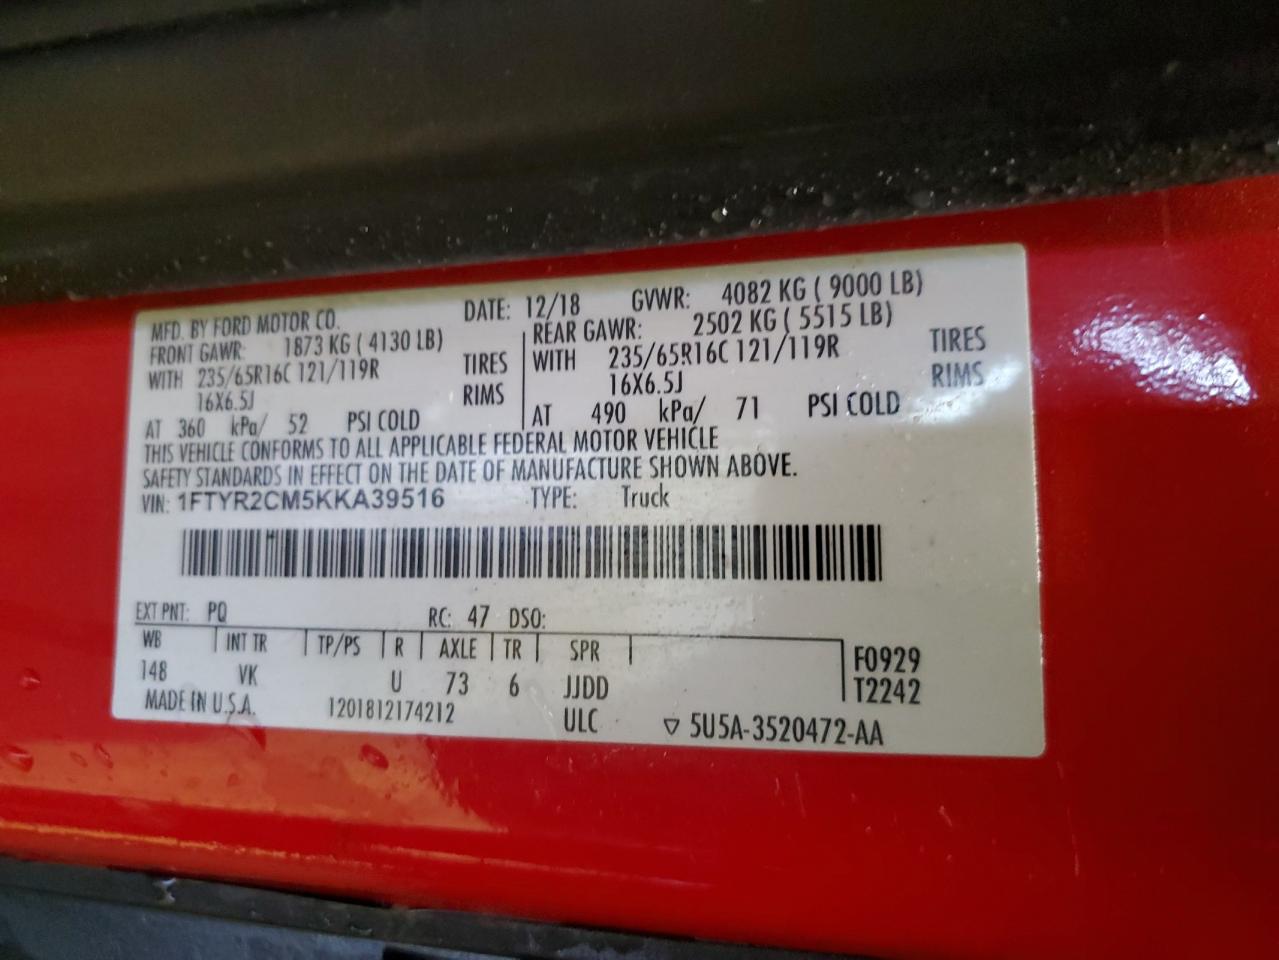 MFD. BY FORD MOTOR CO. DATE: 12/18 GVWR: 4082 KG ( 9000 LB)
FRONT GAWR: 1873 KG ( 4130 LB) REAR GAWR: 2502 KG ( 5515 LB)
WITH 235/65R16C 121/119R TIRES WITH 235/65R16C 121/119R TIRES
16X6.5J RIMS 16X6.5J RIMS
AT 360 kPa/ 52 PSI COLD AT 490 kPa/ 71 PSI COLD
THIS VEHICLE CONFORMS TO ALL APPLICABLE FEDERAL MOTOR VEHICLE
SAFETY STANDARDS IN EFFECT ON THE DATE OF MANUFACTURE SHOWN ABOVE.
VIN: 1FTYR2CM5KKA39516 TYPE: Truck
EXT PNT: PQ RC: 47 DSO:
WB INT TR TP/PS R AXLE TR SPR F0929
148 VK U 73 6 JJDD T2242
MADE IN U.S.A. 1201812174212 ULC ▽ 5U5A-3520472-AA